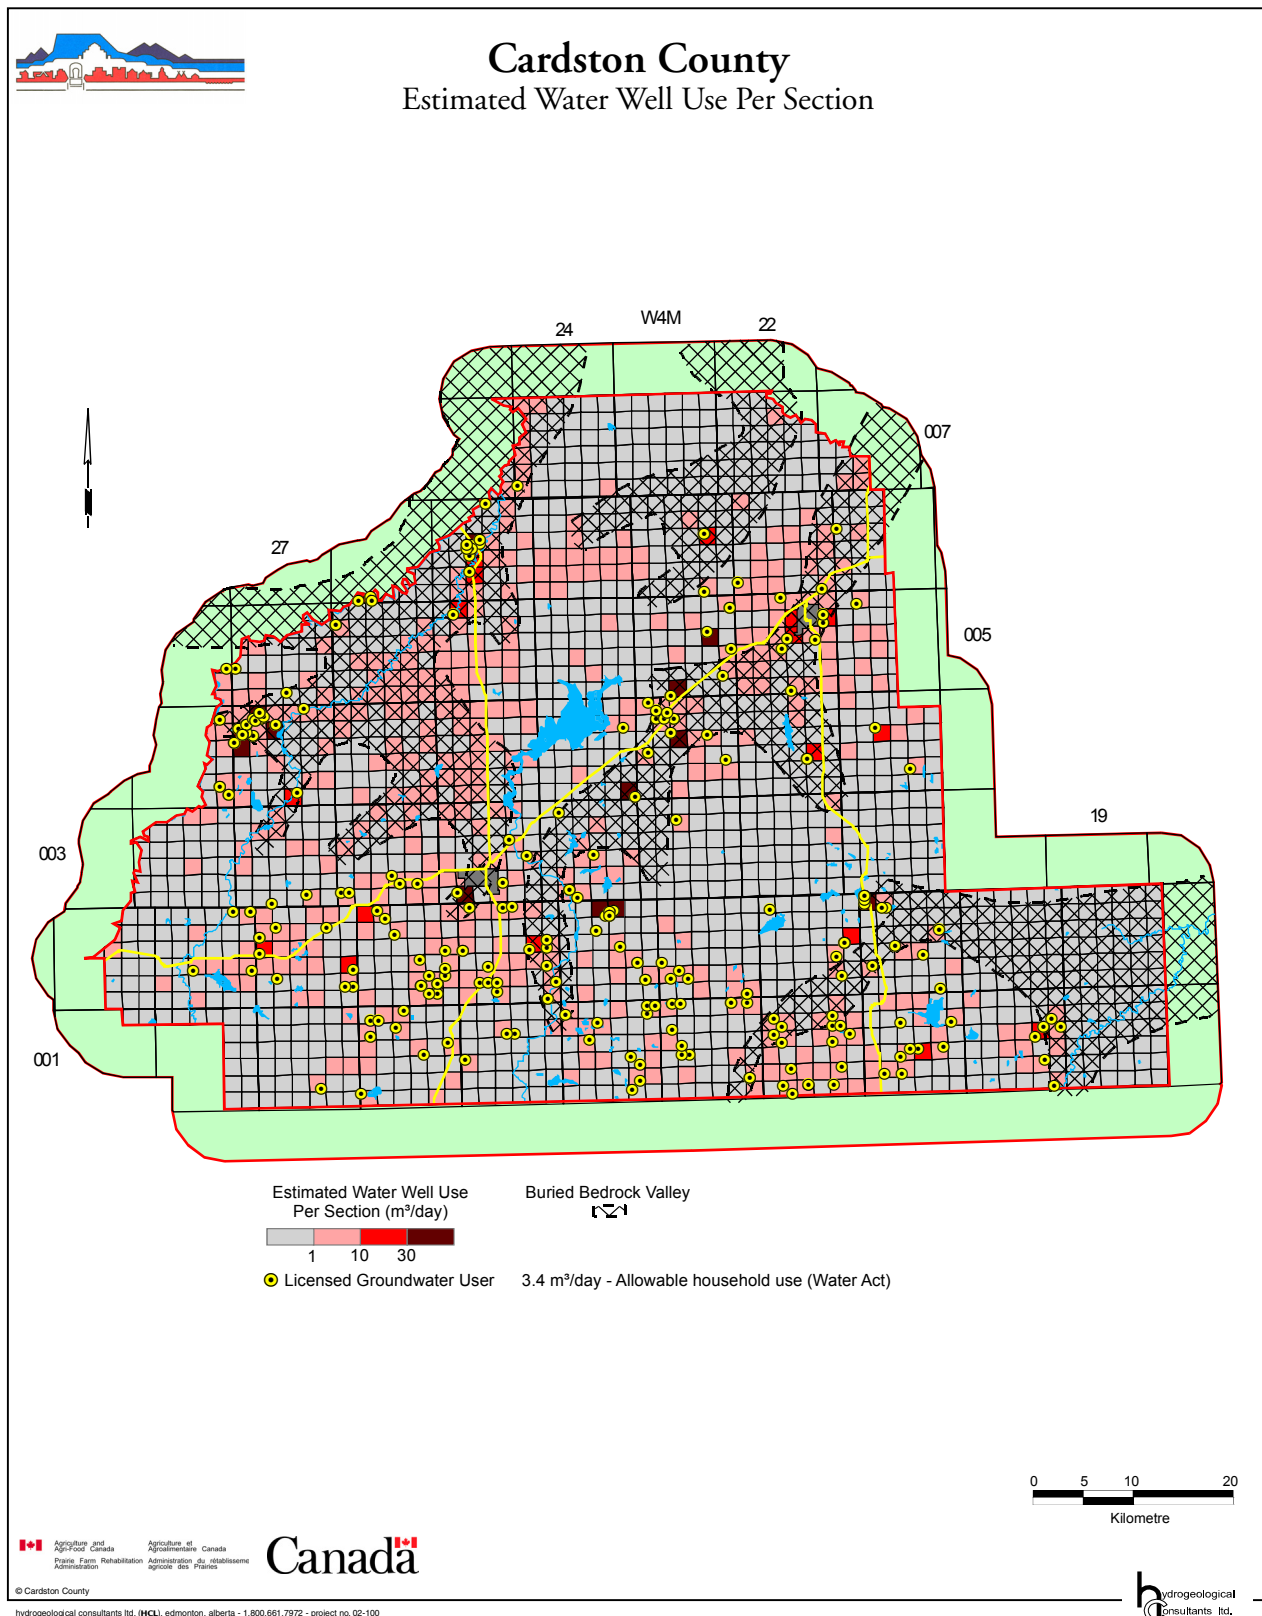 Cardston County
Estimated Water Well Use Per Section
24
W4M
22
007
27
005
19
003
001
Estimated Water Well Use
Per Section (m³/day)
Buried Bedrock Valley
1 10 30
Licensed Groundwater User
3.4 m³/day - Allowable household use (Water Act)
0 5 10 20
Kilometre
Agriculture and
Agri-Food Canada
Agriculture et
Agroalimentaire Canada
Prairie Farm Rehabilitation
Administration
Administration du rétablisseme
agricole des Prairies
Canada
© Cardston County
hydrogeological consultants ltd. (HCL), edmonton, alberta - 1.800.661.7972 - project no. 02-100
hydrogeological
Consultants ltd.